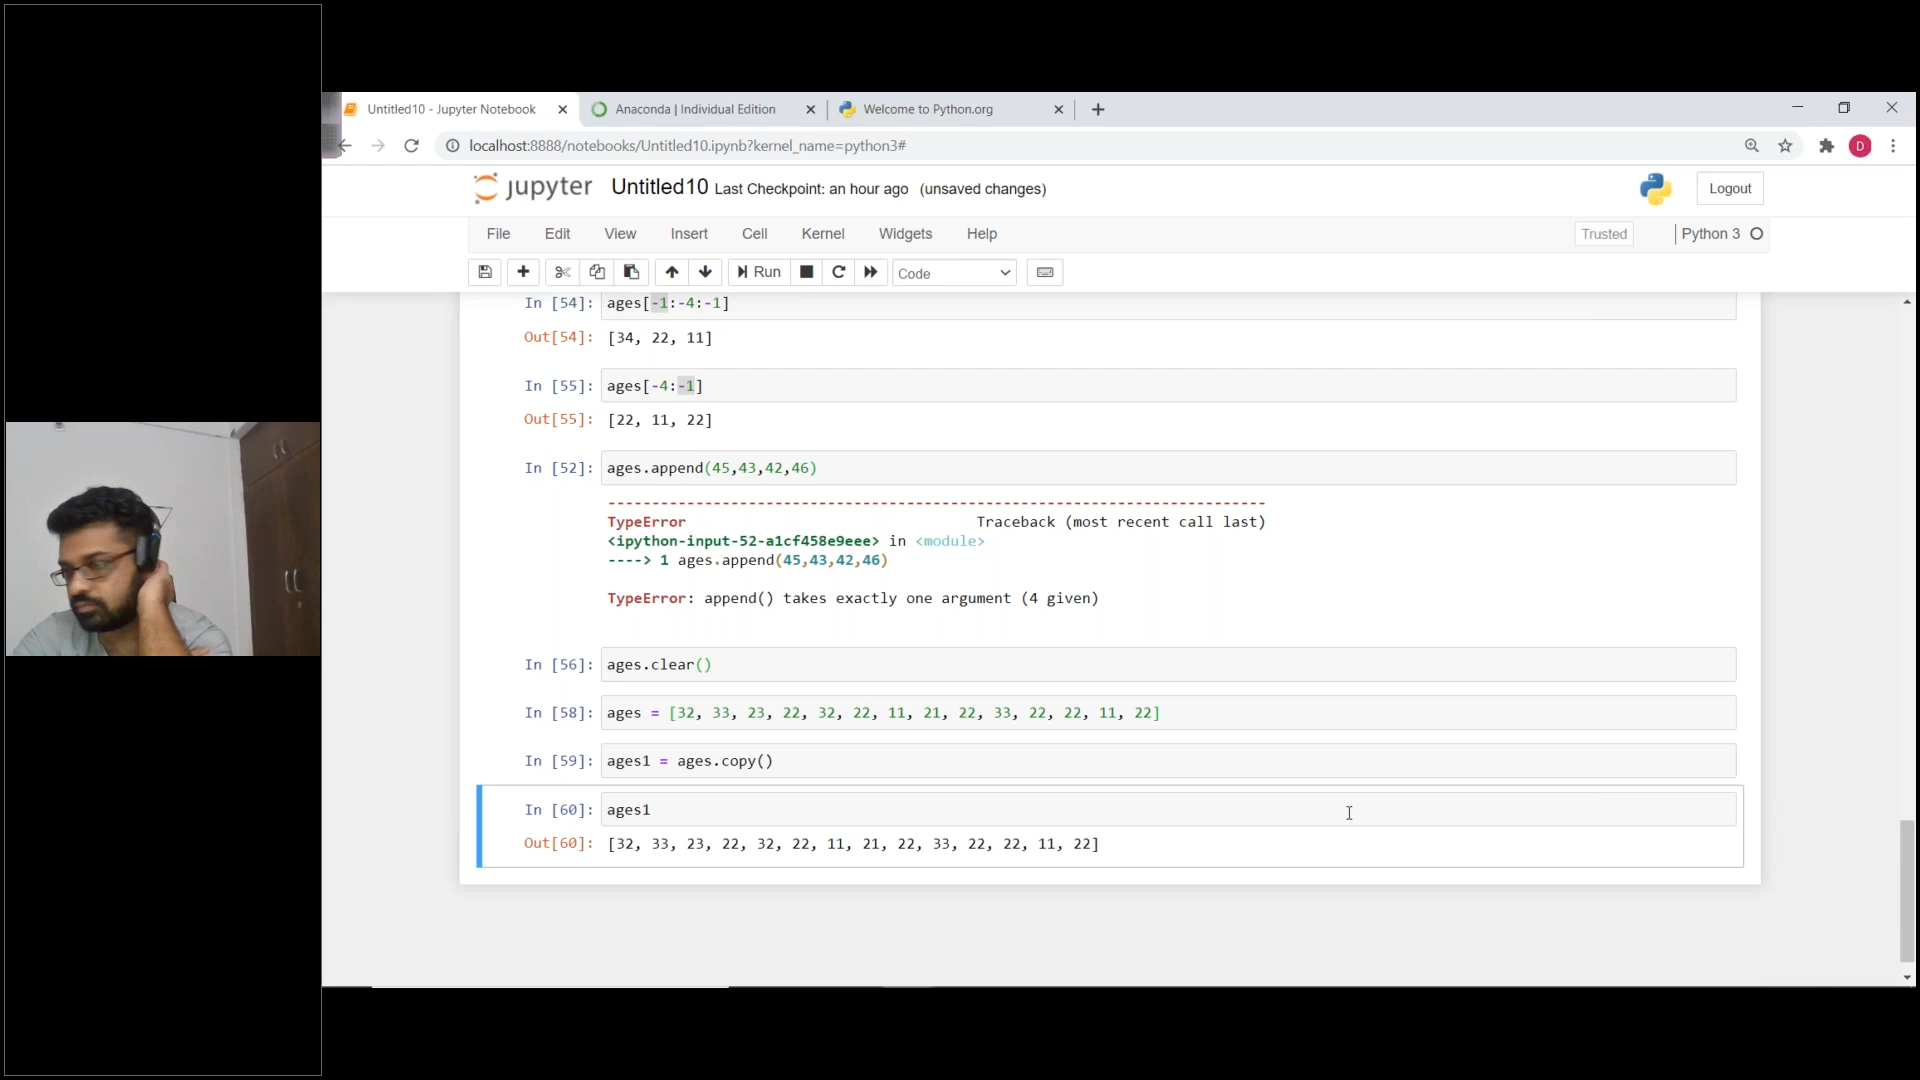 Untitled10 - Jupyter Notebook
Anaconda | Individual Edition
Welcome to Python.org
localhost:8888/notebooks/Untitled10.ipynb?kernel_name=python3#
D
jupyter Untitled10 Last Checkpoint: an hour ago (unsaved changes)
Logout
File Edit View Insert Cell Kernel Widgets Help
Trusted
Python 3
Run
Code
In [54]: ages[-1:-4:-1]
Out[54]: [34, 22, 11]
In [55]: ages[-4:-1]
Out[55]: [22, 11, 22]
In [52]: ages.append(45,43,42,46)
---------------------------------------------------------------------------
TypeError Traceback (most recent call last)
<ipython-input-52-a1cf458e9eee> in <module>
----> 1 ages.append(45,43,42,46)
TypeError: append() takes exactly one argument (4 given)
In [56]: ages.clear()
In [58]: ages = [32, 33, 23, 22, 32, 22, 11, 21, 22, 33, 22, 22, 11, 22]
In [59]: ages1 = ages.copy()
In [60]: ages1
Out[60]: [32, 33, 23, 22, 32, 22, 11, 21, 22, 33, 22, 22, 11, 22]